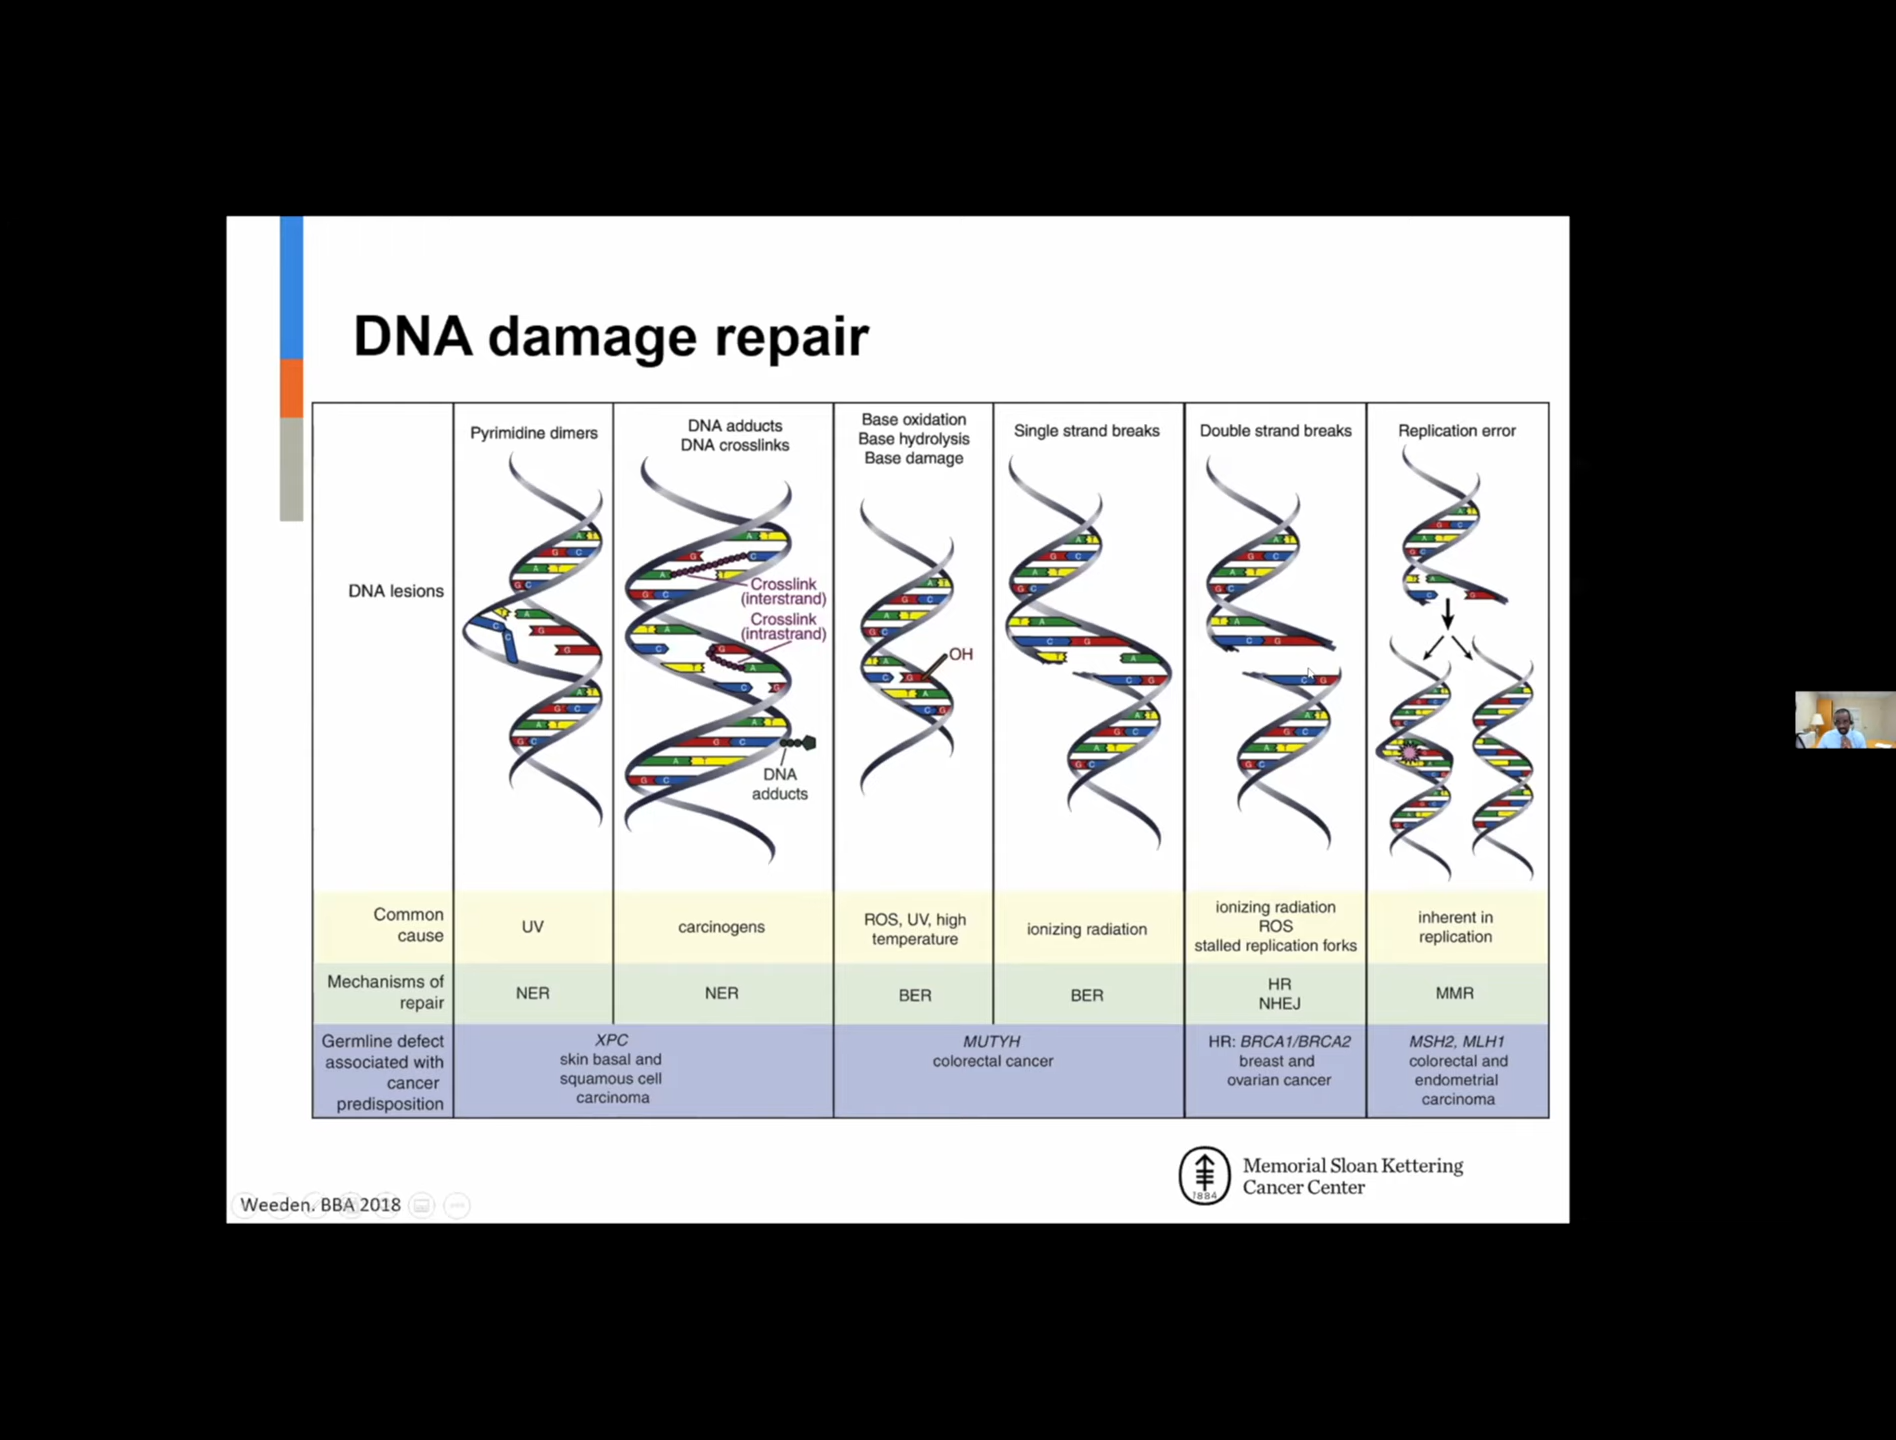 DNA damage repair
DNA lesions
Pyrimidine dimers
DNA adducts
DNA crosslinks
Crosslink
(interstrand)
Crosslink
(intrastrand)
DNA
adducts
Base oxidation
Base hydrolysis
Base damage
OH
Single strand breaks
Double strand breaks
Replication error
Common
cause
UV
carcinogens
ROS, UV, high
temperature
ionizing radiation
ionizing radiation
ROS
stalled replication forks
inherent in
replication
Mechanisms of
repair
NER
NER
BER
BER
HR
NHEJ
MMR
Germline defect
associated with
cancer
predisposition
XPC
skin basal and
squamous cell
carcinoma
MUTYH
colorectal cancer
HR: BRCA1/BRCA2
breast and
ovarian cancer
MSH2, MLH1
colorectal and
endometrial
carcinoma
Weeden. BBA 2018
1884
Memorial Sloan Kettering
Cancer Center